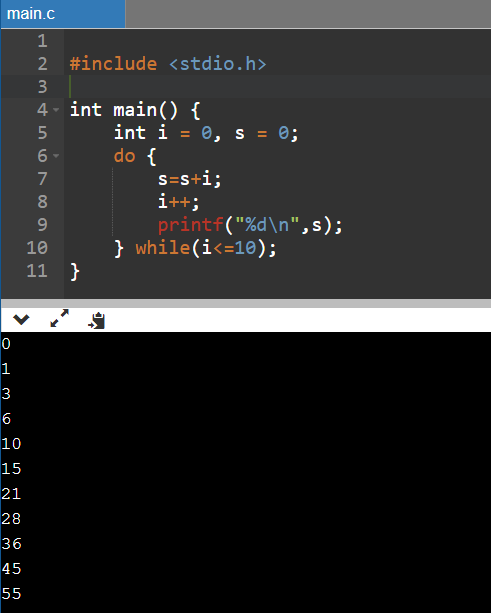 main.c
1
2 #include <stdio.h>
3
4 int main() {
5     int i = 0, s = 0;
6     do {
7         s=s+i;
8         i++;
9         printf("%d\n",s);
10     } while(i<=10);
11 }
0
1
3
6
10
15
21
28
36
45
55